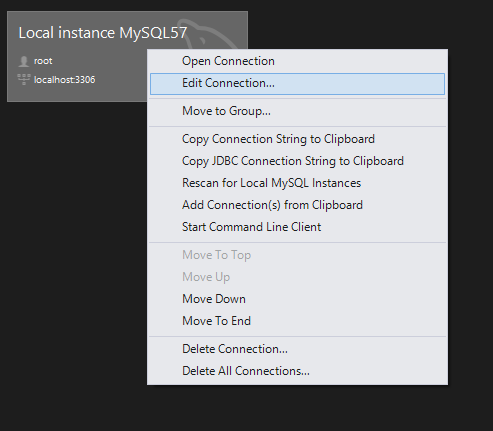 Local instance MySQL57
root
localhost:3306
Open Connection
Edit Connection...
Move to Group...
Copy Connection String to Clipboard
Copy JDBC Connection String to Clipboard
Rescan for Local MySQL Instances
Add Connection(s) from Clipboard
Start Command Line Client
Move To Top
Move Up
Move Down
Move To End
Delete Connection...
Delete All Connections...